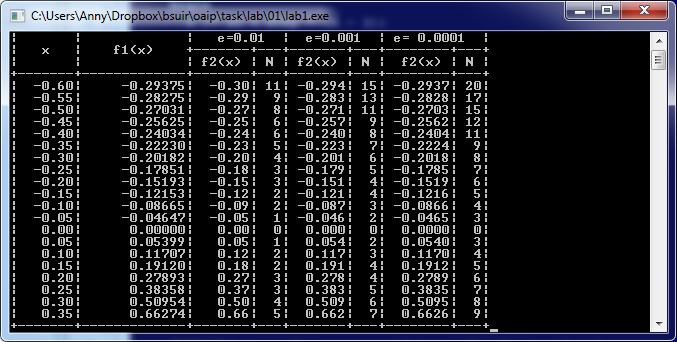 C:\Users\Anny\Dropbox\bsuir\oaip\task\lab\01\lab1.exe
¦ ¦ ¦ e=0.01 ¦ e=0.001 ¦ e= 0.0001 ¦
¦ x ¦ f1(x) +-------+---+-------+---+---------+---+
¦ ¦ ¦ f2(x) ¦ N ¦ f2(x) ¦ N ¦ f2(x) ¦ N ¦
¦ -0.60¦ -0.29375¦ -0.30¦ 11¦ -0.294¦ 15¦ -0.2937¦ 20¦
¦ -0.55¦ -0.28275¦ -0.29¦ 9¦ -0.283¦ 13¦ -0.2828¦ 17¦
¦ -0.50¦ -0.27031¦ -0.27¦ 8¦ -0.271¦ 11¦ -0.2703¦ 15¦
¦ -0.45¦ -0.25625¦ -0.25¦ 6¦ -0.257¦ 9¦ -0.2562¦ 12¦
¦ -0.40¦ -0.24034¦ -0.24¦ 6¦ -0.240¦ 8¦ -0.2404¦ 11¦
¦ -0.35¦ -0.22230¦ -0.23¦ 5¦ -0.223¦ 7¦ -0.2224¦ 9¦
¦ -0.30¦ -0.20182¦ -0.20¦ 4¦ -0.201¦ 6¦ -0.2018¦ 8¦
¦ -0.25¦ -0.17851¦ -0.18¦ 3¦ -0.179¦ 5¦ -0.1785¦ 7¦
¦ -0.20¦ -0.15193¦ -0.15¦ 3¦ -0.151¦ 4¦ -0.1519¦ 6¦
¦ -0.15¦ -0.12153¦ -0.12¦ 2¦ -0.121¦ 4¦ -0.1216¦ 5¦
¦ -0.10¦ -0.08665¦ -0.09¦ 2¦ -0.087¦ 3¦ -0.0866¦ 4¦
¦ -0.05¦ -0.04647¦ -0.05¦ 1¦ -0.046¦ 2¦ -0.0465¦ 3¦
¦ 0.00¦ 0.00000¦ 0.00¦ 0¦ 0.000¦ 0¦ 0.0000¦ 0¦
¦ 0.05¦ 0.05399¦ 0.05¦ 1¦ 0.054¦ 2¦ 0.0540¦ 3¦
¦ 0.10¦ 0.11707¦ 0.12¦ 2¦ 0.117¦ 3¦ 0.1170¦ 4¦
¦ 0.15¦ 0.19120¦ 0.18¦ 2¦ 0.191¦ 4¦ 0.1912¦ 5¦
¦ 0.20¦ 0.27893¦ 0.27¦ 3¦ 0.278¦ 4¦ 0.2789¦ 6¦
¦ 0.25¦ 0.38358¦ 0.37¦ 3¦ 0.383¦ 5¦ 0.3835¦ 7¦
¦ 0.30¦ 0.50954¦ 0.50¦ 4¦ 0.509¦ 6¦ 0.5095¦ 8¦
¦ 0.35¦ 0.66274¦ 0.66¦ 5¦ 0.662¦ 7¦ 0.6626¦ 9¦